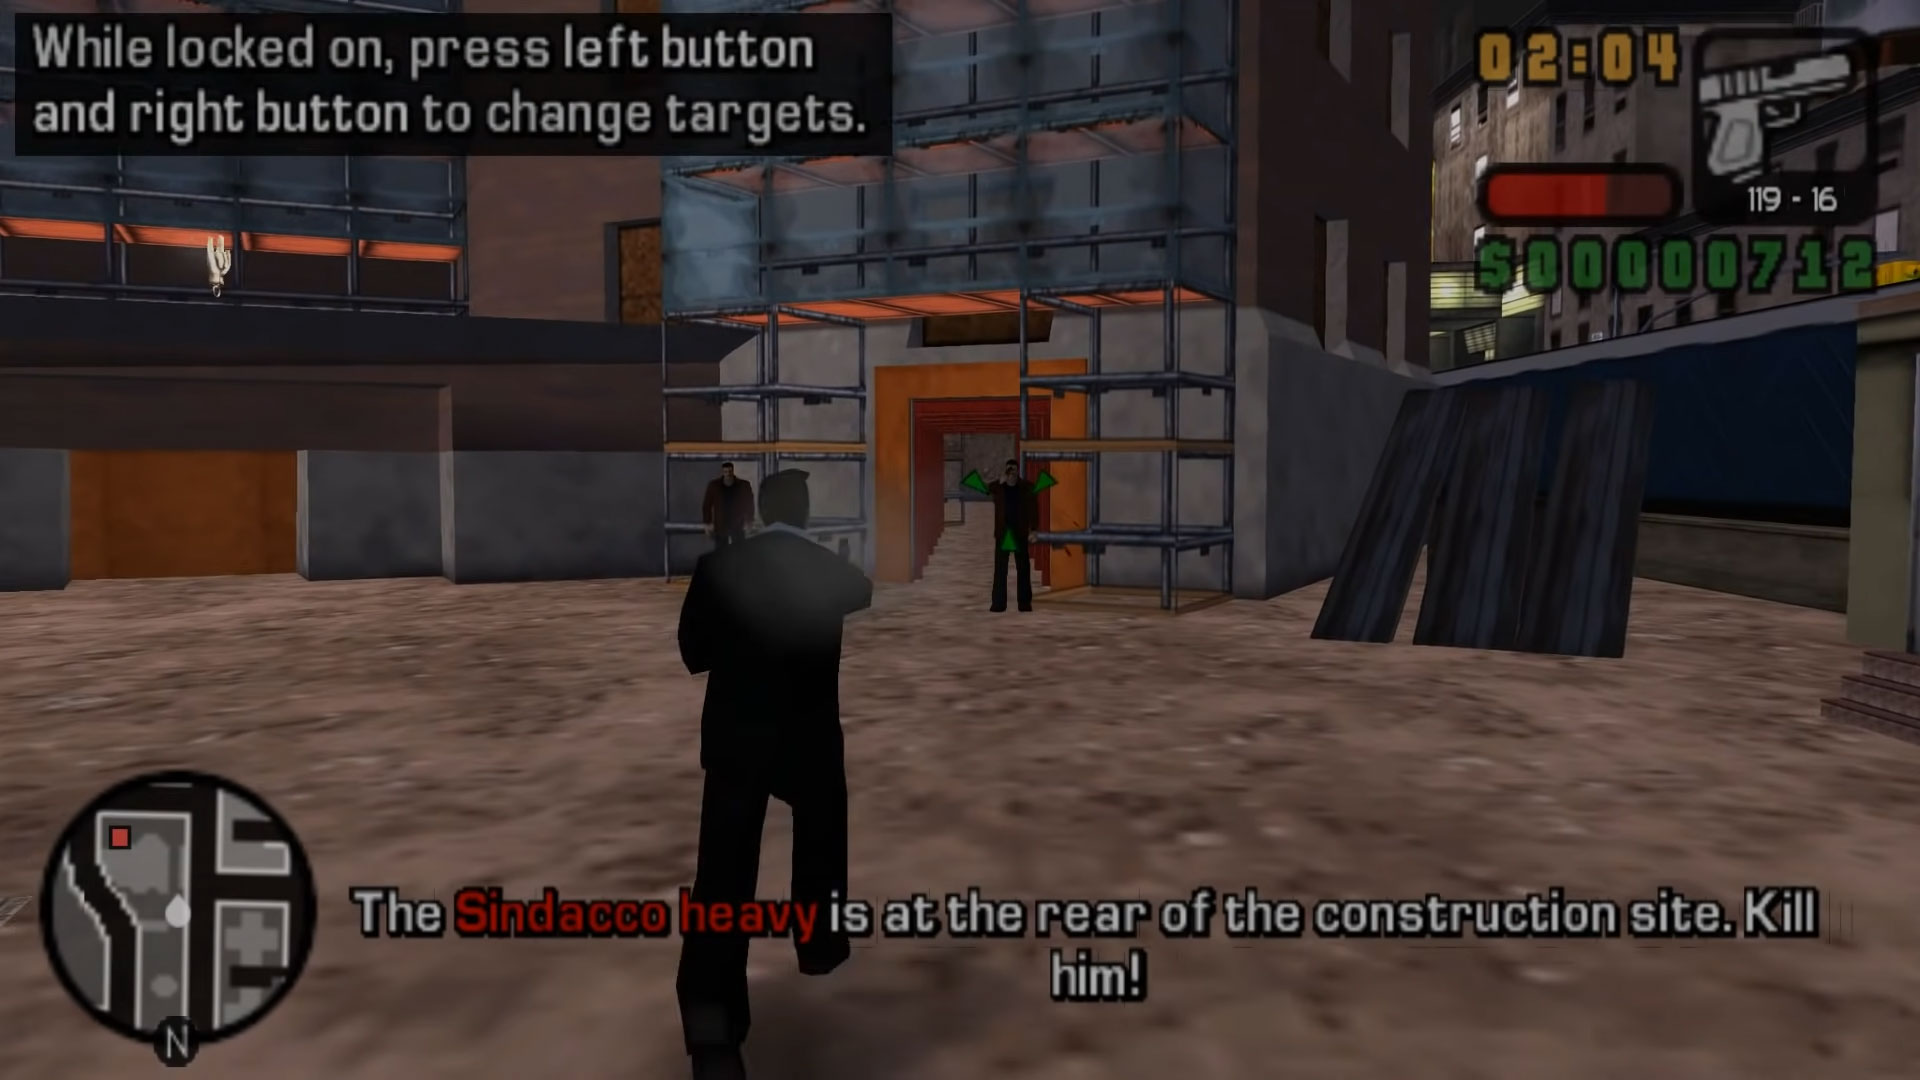 While locked on, press left button
and right button to change targets.
02:04
119 - 16
$00000712
The Sindacco heavy is at the rear of the construction site. Kill
him!
N